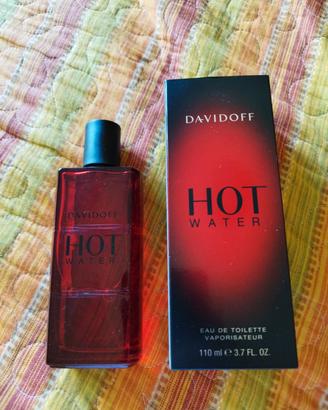 DAVIDOFF
HOT
WATER
DAVIDOFF
HOT
WATER
EAU DE TOILETTE
VAPORISATEUR
110 ml ℮ 3.7 FL. OZ.